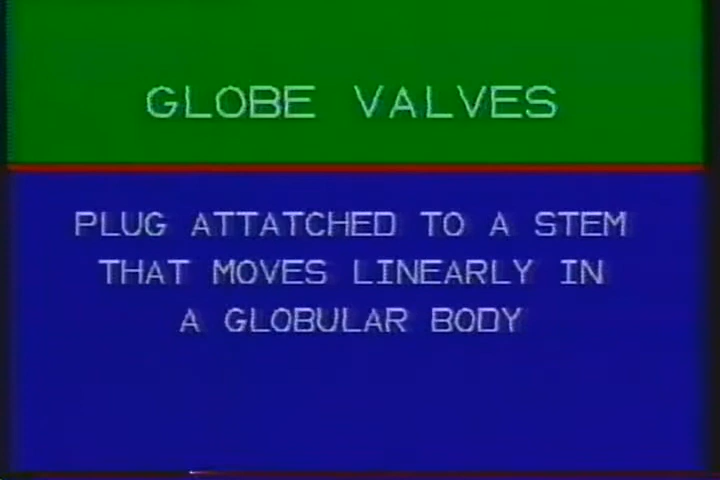 GLOBE VALVES
PLUG ATTATCHED TO A STEM
THAT MOVES LINEARLY IN
A GLOBULAR BODY